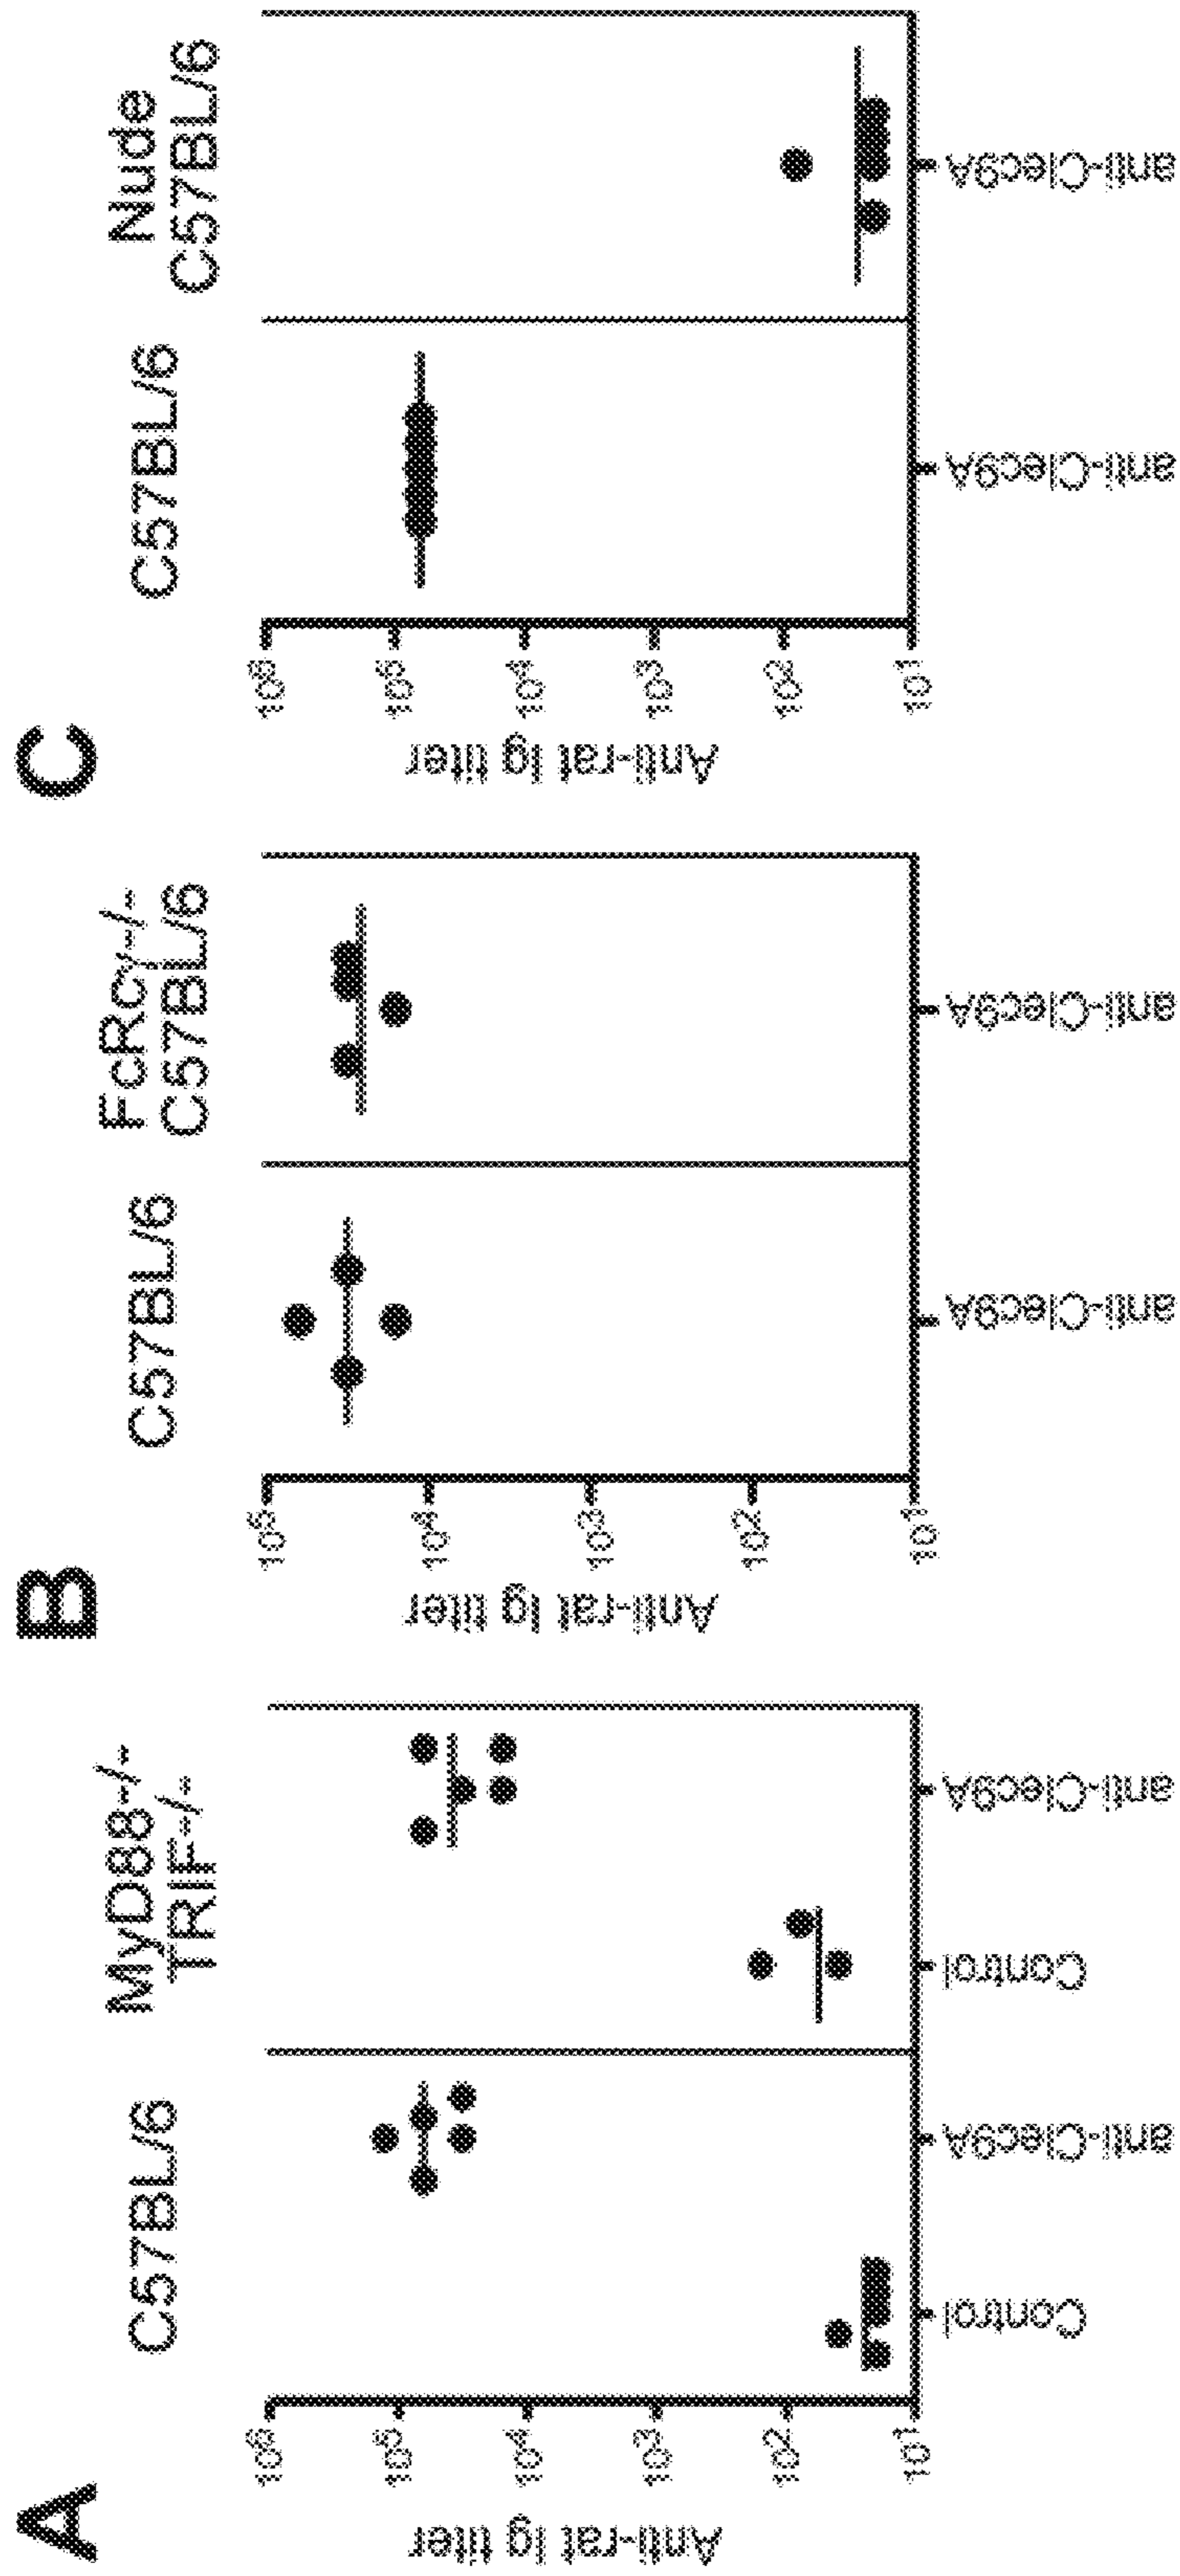 A
C57BL/6
MyD88-/-
TRIF-/-
Anti-rat Ig titer
10^6
10^5
10^4
10^3
10^2
10^1
Control
anti-Clec9A
Control
anti-Clec9A
B
C57BL/6
FcRγ-/-
C57BL/6
Anti-rat Ig titer
10^5
10^4
10^3
10^2
10^1
anti-Clec9A
anti-Clec9A
C
C57BL/6
Nude
C57BL/6
Anti-rat Ig titer
10^6
10^5
10^4
10^3
10^2
10^1
anti-Clec9A
anti-Clec9A